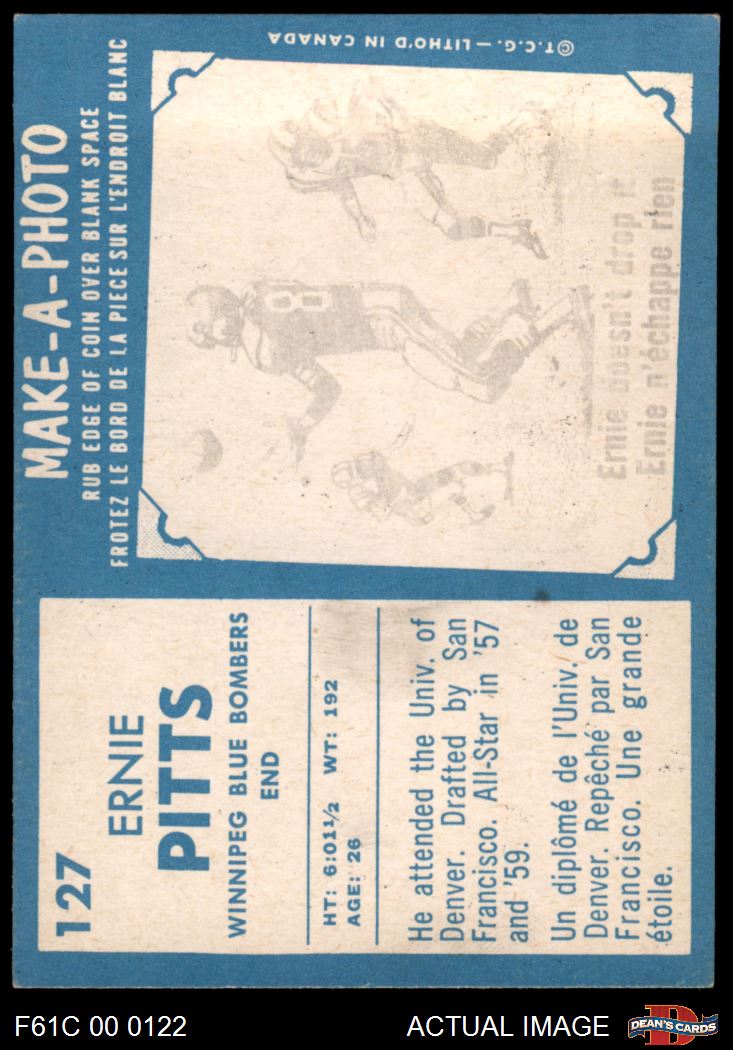 127
ERNIE
PITTS
WINNIPEG BLUE BOMBERS
END
HT: 6:01½ WT: 192
AGE: 26
He attended the Univ. of
Denver. Drafted by San
Francisco. All-Star in '57
and '59.
Un diplômé de l'Univ. de
Denver. Repêché par San
Francisco. Une grande
étoile.
MAKE-A-PHOTO
RUB EDGE OF COIN OVER BLANK SPACE
FROTEZ LE BORD DE LA PIECE SUR L'ENDROIT BLANC
8
Ernie doesn't drop it
Ernie n'échappe rien
© T.C.G. — LITHO'D IN CANADA
F61C 00 0122
ACTUAL IMAGE
D
DEAN'S CARDS